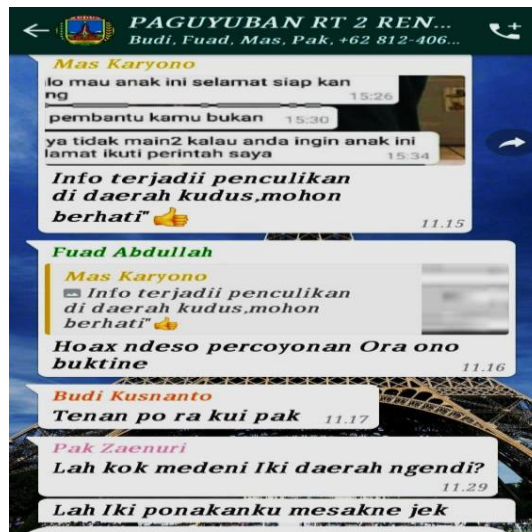 PAGUYUBAN RT 2 REN...
Budi, Fuad, Mas, Pak, +62 812-406...
Mas Karyono
lo mau anak ini selamat siap kan
ng
15:26
pembantu kamu bukan 15:30
ya tidak main2 kalau anda ingin anak ini
lamat ikuti perintah saya
15:34
Info terjadii penculikan
di daerah kudus,mohon
berhati"👍
11.15
Fuad Abdullah
Mas Karyono
Info terjadii penculikan
di daerah kudus,mohon
berhati"👍
Hoax ndeso percoyonan Ora ono
buktine
11.16
Budi Kusnanto
Tenan po ra kui pak 11.17
Pak Zaenuri
Lah kok medeni Iki daerah ngendi?
11.29
Lah Iki ponakanku mesakne jek